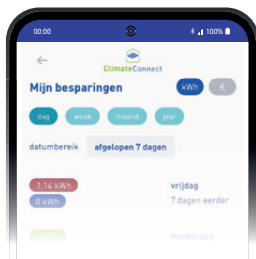 00:00 100%
ClimateConnect
Mijn besparingen kWh €
dag week maand jaar
datumbereik afgelopen 7 dagen
1,14 kWh vrijdag
0 kWh 7 dagen eerder
donderdag